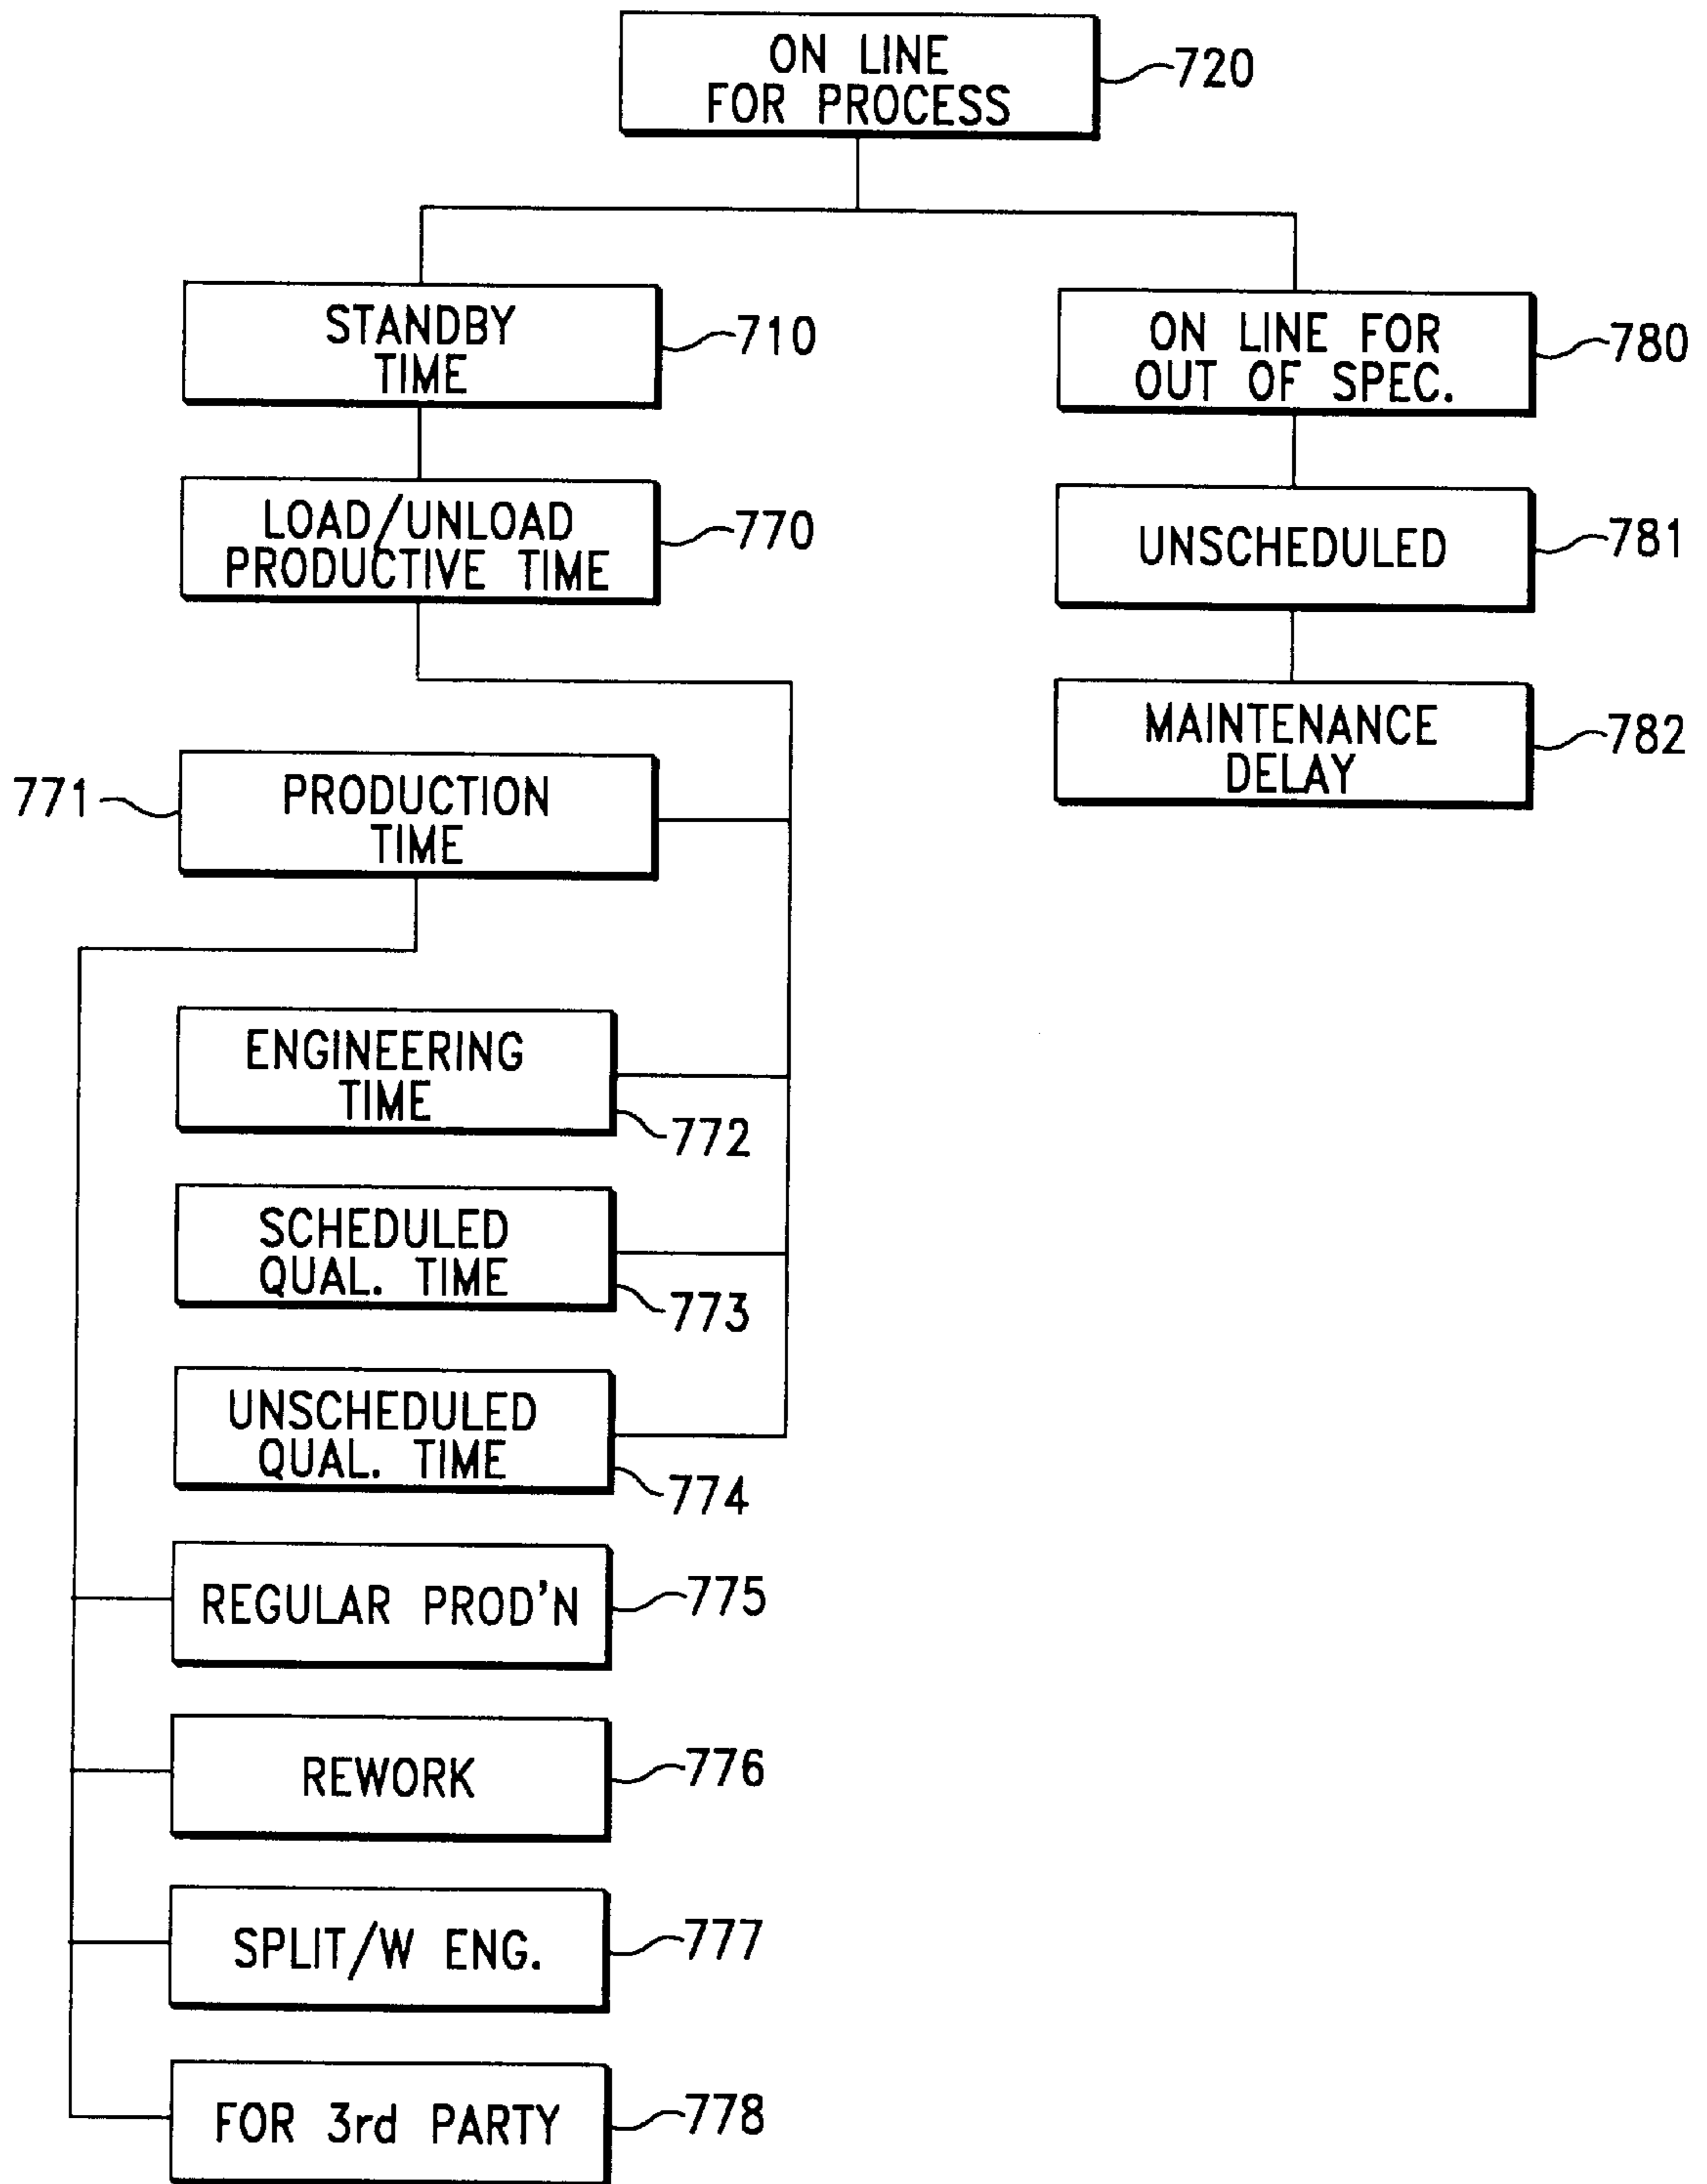 ON LINE
FOR PROCESS
720
STANDBY
TIME
710
ON LINE FOR
OUT OF SPEC.
780
LOAD/UNLOAD
PRODUCTIVE TIME
770
UNSCHEDULED
781
MAINTENANCE
DELAY
782
771
PRODUCTION
TIME
ENGINEERING
TIME
772
SCHEDULED
QUAL. TIME
773
UNSCHEDULED
QUAL. TIME
774
REGULAR PROD'N
775
REWORK
776
SPLIT/W ENG.
777
FOR 3rd PARTY
778